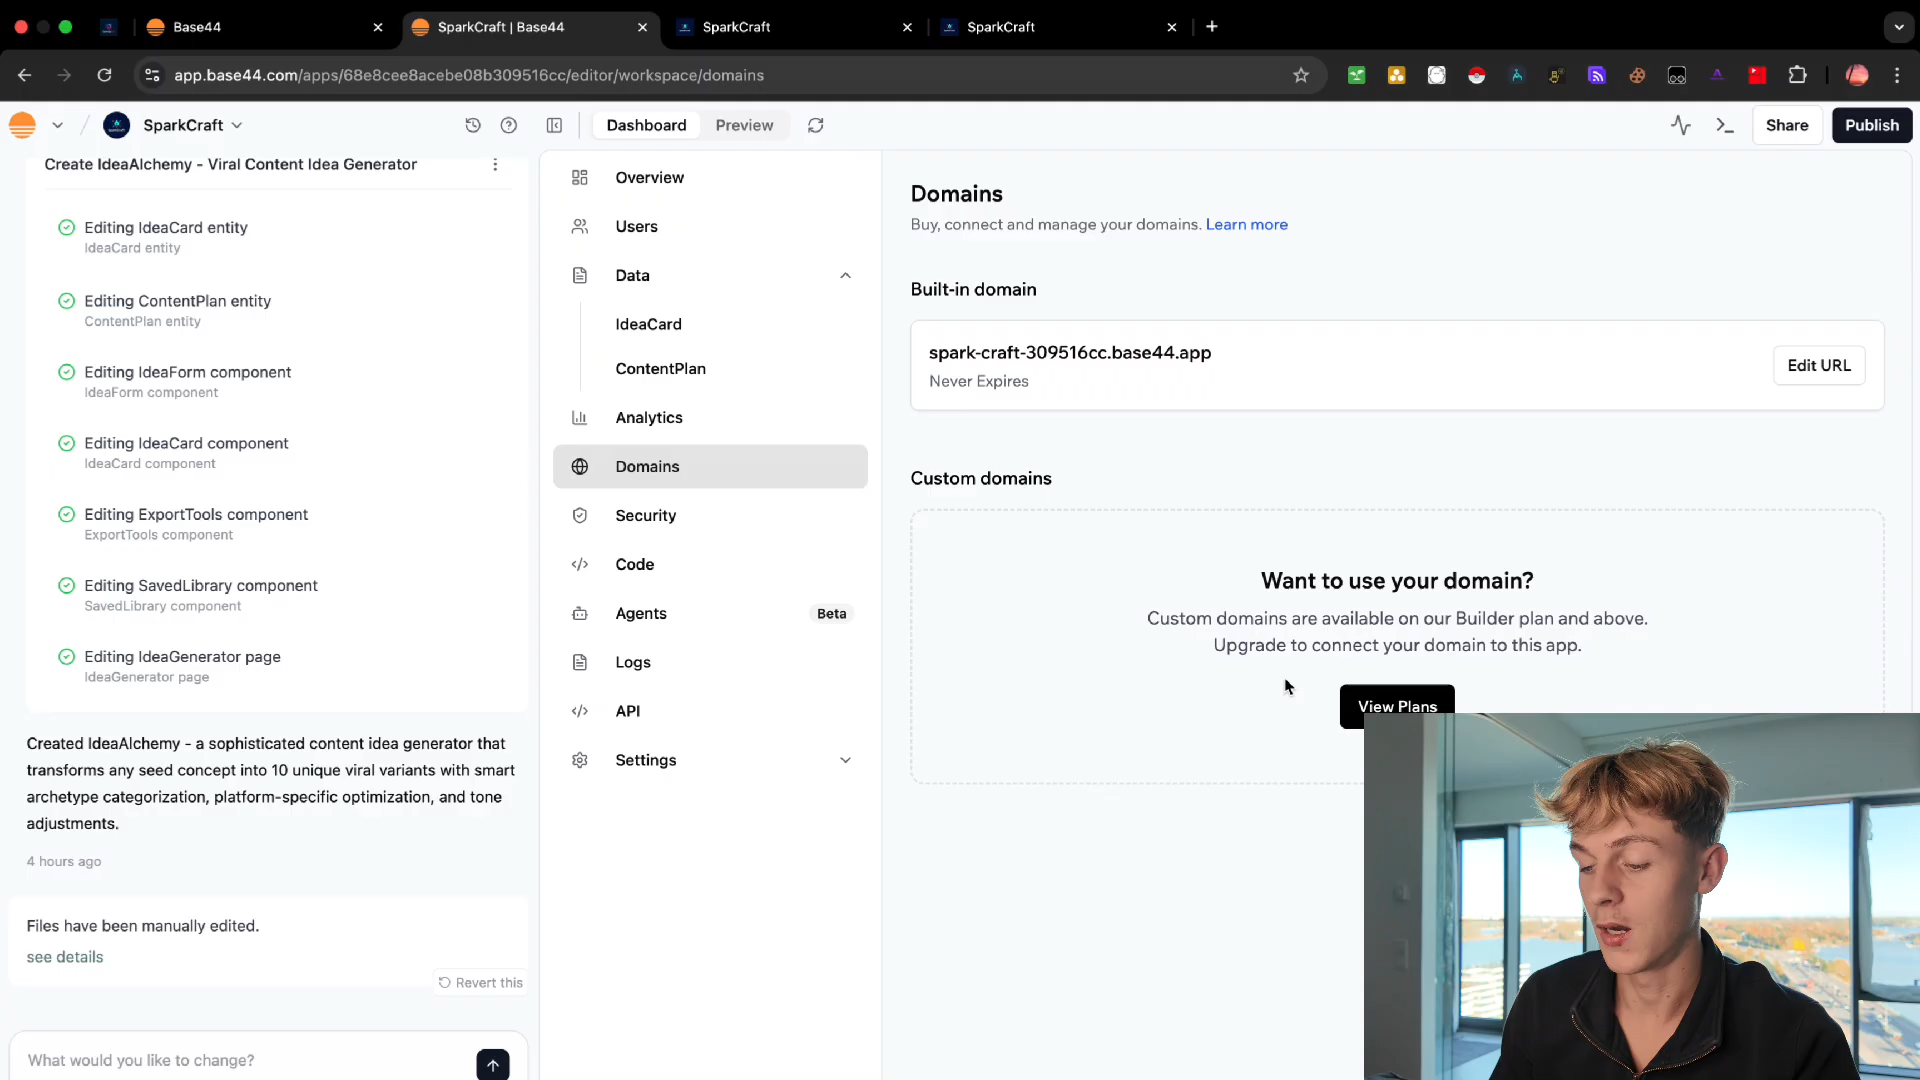 Base44
SparkCraft | Base44
SparkCraft
SparkCraft
app.base44.com/apps/68e8cee8acebe08b309516cc/editor/workspace/domains
SparkCraft
Dashboard
Preview
Share
Publish
Create IdeaAlchemy - Viral Content Idea Generator
Editing IdeaCard entity
IdeaCard entity
Editing ContentPlan entity
ContentPlan entity
Editing IdeaForm component
IdeaForm component
Editing IdeaCard component
IdeaCard component
Editing ExportTools component
ExportTools component
Editing SavedLibrary component
SavedLibrary component
Editing IdeaGenerator page
IdeaGenerator page
Created IdeaAlchemy - a sophisticated content idea generator that
transforms any seed concept into 10 unique viral variants with smart
archetype categorization, platform-specific optimization, and tone
adjustments.
4 hours ago
Files have been manually edited.
see details
Revert this
What would you like to change?
Overview
Users
Data
IdeaCard
ContentPlan
Analytics
Domains
Security
Code
Agents
Beta
Logs
API
Settings
Domains
Buy, connect and manage your domains. Learn more
Built-in domain
spark-craft-309516cc.base44.app
Never Expires
Edit URL
Custom domains
Want to use your domain?
Custom domains are available on our Builder plan and above.
Upgrade to connect your domain to this app.
View Plans